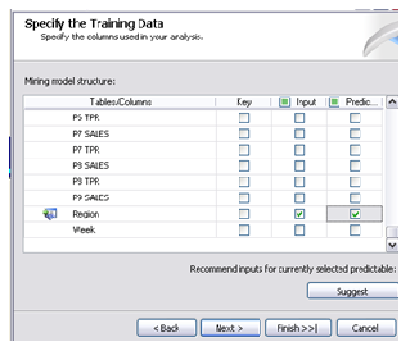 Specify the Training Data
Specify the columns used in your analysis.
Mining model structure:
Tables/Columns Key Input Predic...
P5 TPR
P7 SALES
P7 TPR
P8 SALES
P8 TPR
P9 SALES
Region
Week
Recommend inputs for currently selected predictable:
Suggest
< Back Next > Finish >>| Cancel